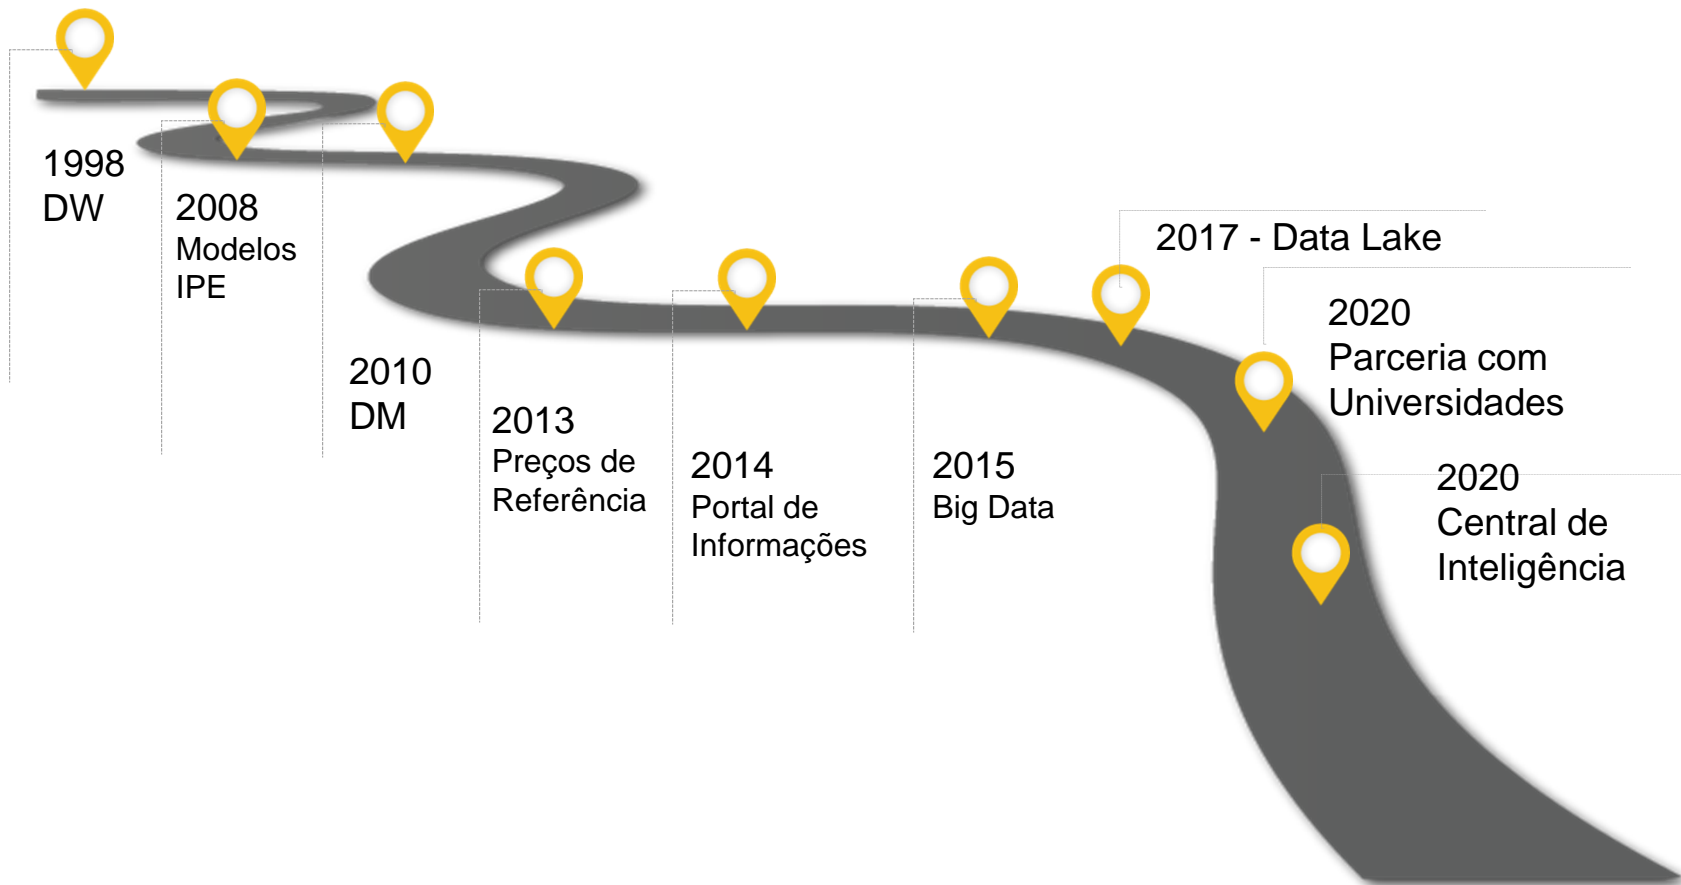 1998
DW
2008
Modelos
IPE
2010
DM
2013
Preços de
Referência
2014
Portal de
Informações
2015
Big Data
2017 - Data Lake
2020
Parceria com
Universidades
2020
Central de
Inteligência